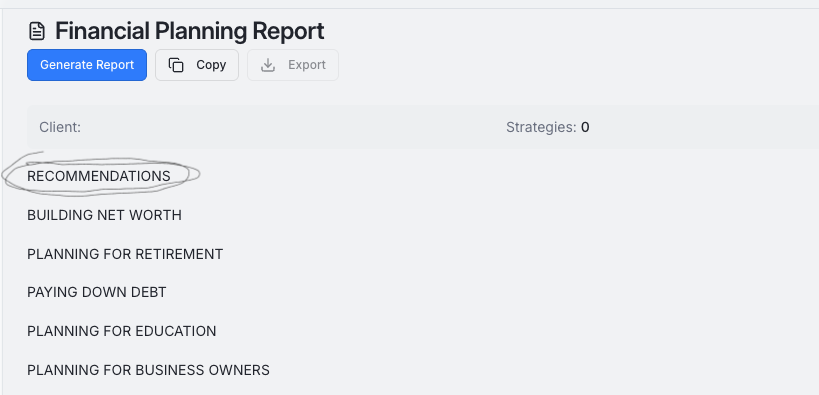 Financial Planning Report
Generate Report Copy Export
Client: Strategies: 0
RECOMMENDATIONS
BUILDING NET WORTH
PLANNING FOR RETIREMENT
PAYING DOWN DEBT
PLANNING FOR EDUCATION
PLANNING FOR BUSINESS OWNERS